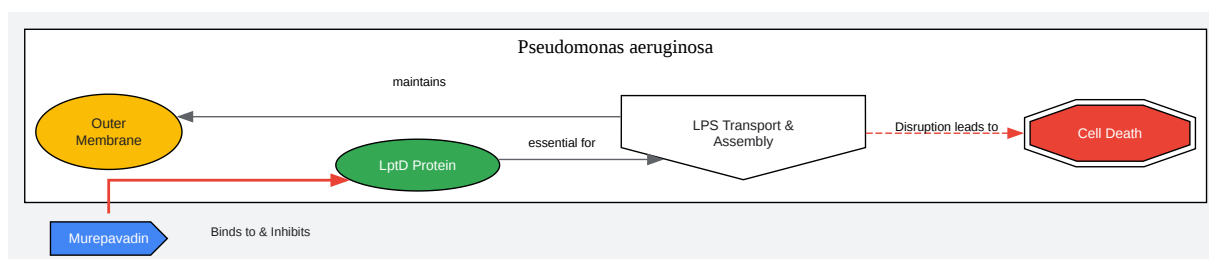 Pseudomonas aeruginosa
maintains
Outer
Membrane
LPS Transport &
Assembly
Disruption leads to
Cell Death
essential for
LptD Protein
Binds to & Inhibits
Murepavadin